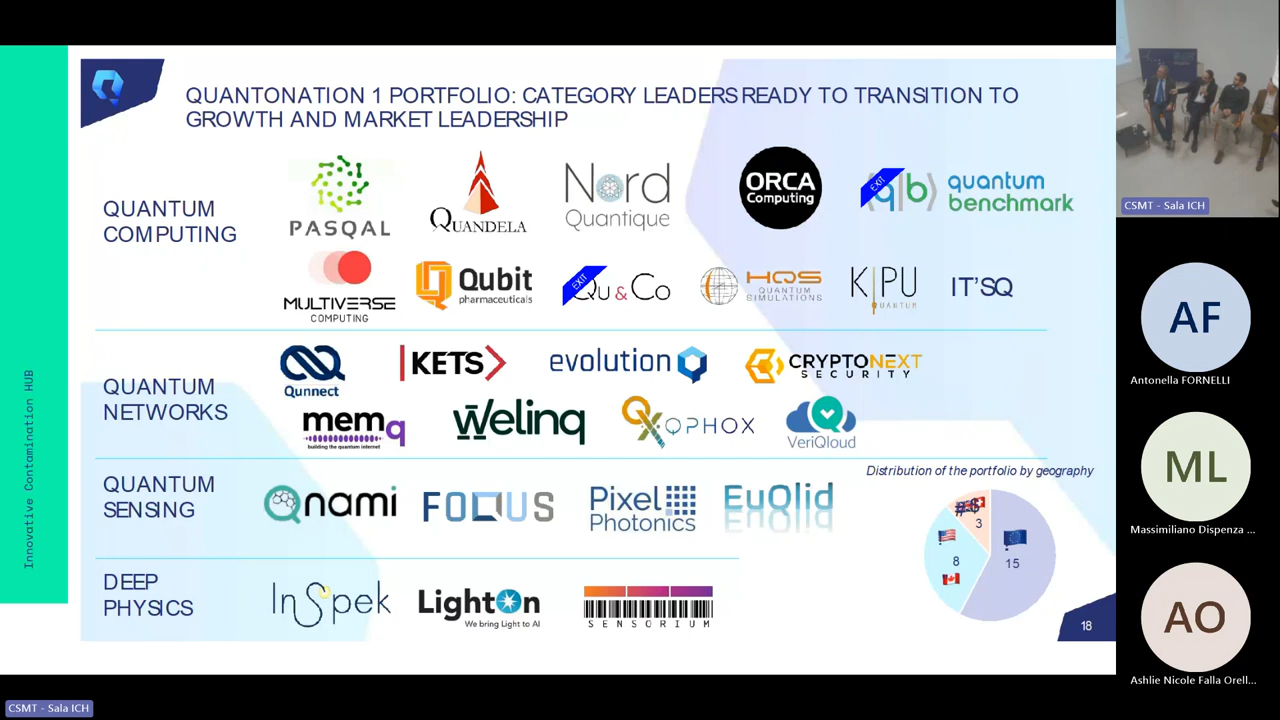 QUANTONATION 1 PORTFOLIO: CATEGORY LEADERS READY TO TRANSITION TO
GROWTH AND MARKET LEADERSHIP
QUANTUM
COMPUTING
PASQAL
QUANDELA
Nord
Quantique
ORCA
Computing
EXIT
q|b⟩
quantum
benchmark
MULTIVERSE
COMPUTING
Qubit
pharmaceuticals
EXIT
Qu & Co
HQS
QUANTUM
SIMULATIONS
KIPU
QUANTUM
IT'SQ
QUANTUM
NETWORKS
Qunnect
KETS
evolution
CRYPTONEXT
SECURITY
memq
building the quantum internet
Welinq
QPHOX
VeriQloud
QUANTUM
SENSING
Qnami
FOQUS
Pixel
Photonics
EuQlid
Distribution of the portfolio by geography
3
8
15
DEEP
PHYSICS
InSpek
LightOn
We bring Light to AI
SENSORIUM
18
Innovative Contamination HUB
CSMT - Sala ICH
CSMT - Sala ICH
AF
Antonella FORNELLI
ML
Massimiliano Dispenza ...
AO
Ashlie Nicole Falla Orell...